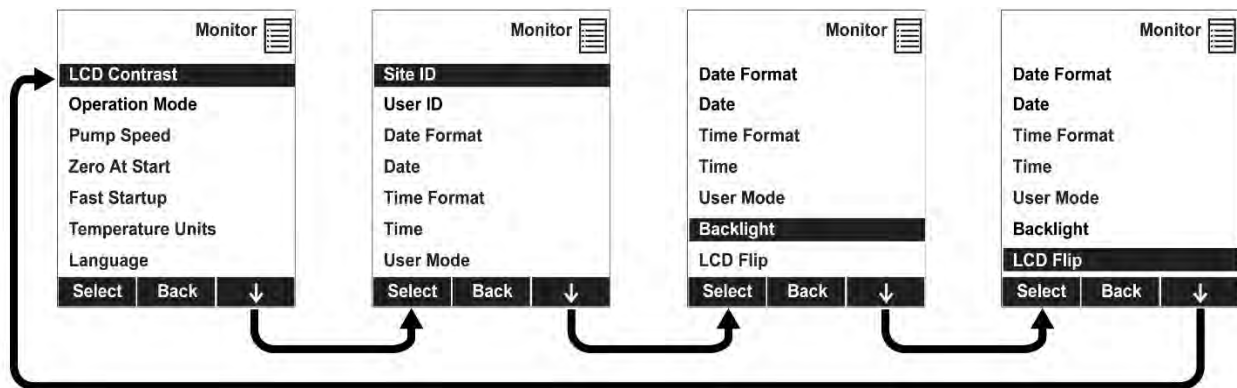 Monitor
LCD Contrast
Operation Mode
Pump Speed
Zero At Start
Fast Startup
Temperature Units
Language
Select Back ↓
Monitor
Site ID
User ID
Date Format
Date
Time Format
Time
User Mode
Select Back ↓
Monitor
Date Format
Date
Time Format
Time
User Mode
Backlight
LCD Flip
Select Back ↓
Monitor
Date Format
Date
Time Format
Time
User Mode
Backlight
LCD Flip
Select Back ↓